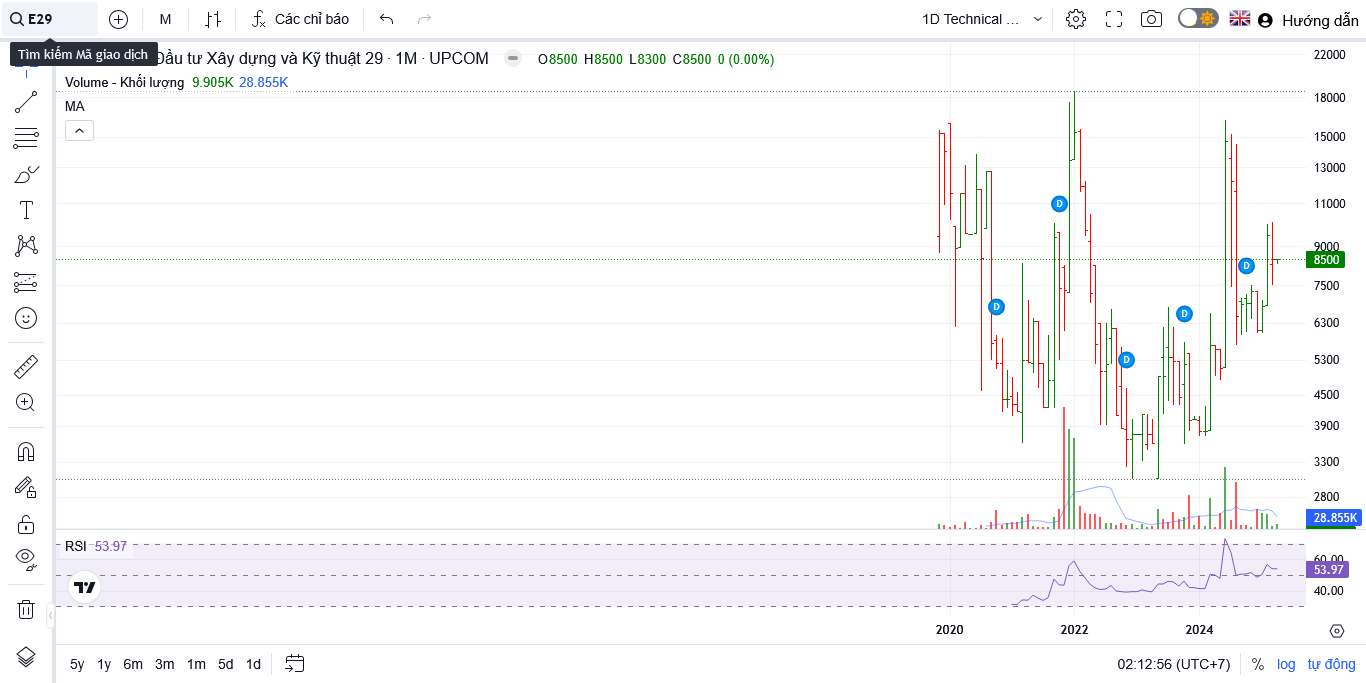 E29
M
Các chỉ báo
1D Technical ...
Hướng dẫn
Tìm kiếm Mã giao dịch
Đầu tư Xây dựng và Kỹ thuật 29 · 1M · UPCOM
O8500 H8500 L8300 C8500 0 (0.00%)
Volume - Khối lượng 9.905K 28.855K
MA
22000
18000
15000
13000
11000
9000
8500
7500
6300
5300
4500
3900
3300
2800
28.855K
D
D
D
D
D
RSI 53.97
60.00
53.97
40.00
2020
2022
2024
5y 1y 6m 3m 1m 5d 1d
02:12:56 (UTC+7)
%
log
tự động